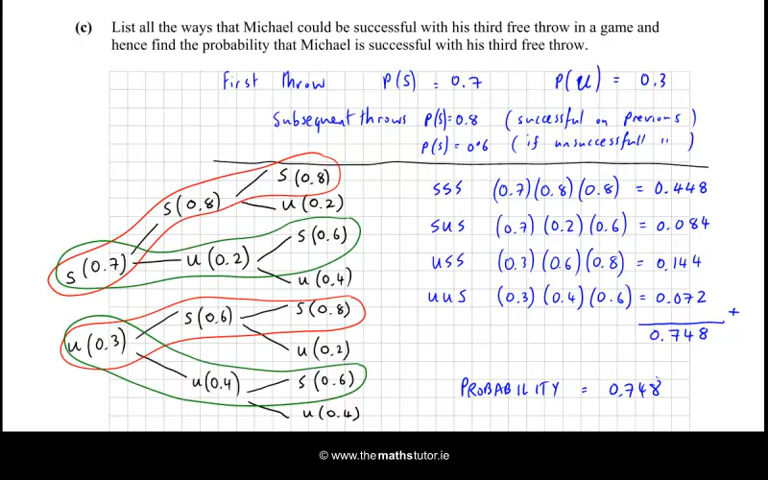 (c) List all the ways that Michael could be successful with his third free throw in a game and
hence find the probability that Michael is successful with his third free throw.
First Throw P(S) = 0.7 P(U) = 0.3
Subsequent throws P(S)=0.8 (successful on previous)
P(S) = 0.6 (if unsuccessfull " )
S (0.8)
S (0.8)
U (0.2)
S (0.7)
U (0.2)
S (0.6)
U (0.4)
U (0.3)
S (0.6)
S (0.8)
U (0.2)
U (0.4)
S (0.6)
U (0.4)
SSS (0.7)(0.8)(0.8) = 0.448
SUS (0.7)(0.2)(0.6) = 0.084
USS (0.3)(0.6)(0.8) = 0.144
UUS (0.3)(0.4)(0.6) = 0.072
+
0.748
PROBABILITY = 0.748
© www.themathstutor.ie